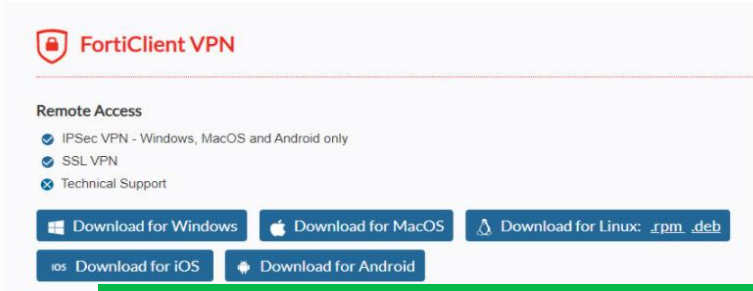 FortiClient VPN
Remote Access
IPSec VPN - Windows, MacOS and Android only
SSL VPN
Technical Support
Download for Windows
Download for MacOS
Download for Linux: .rpm .deb
iOS Download for iOS
Download for Android